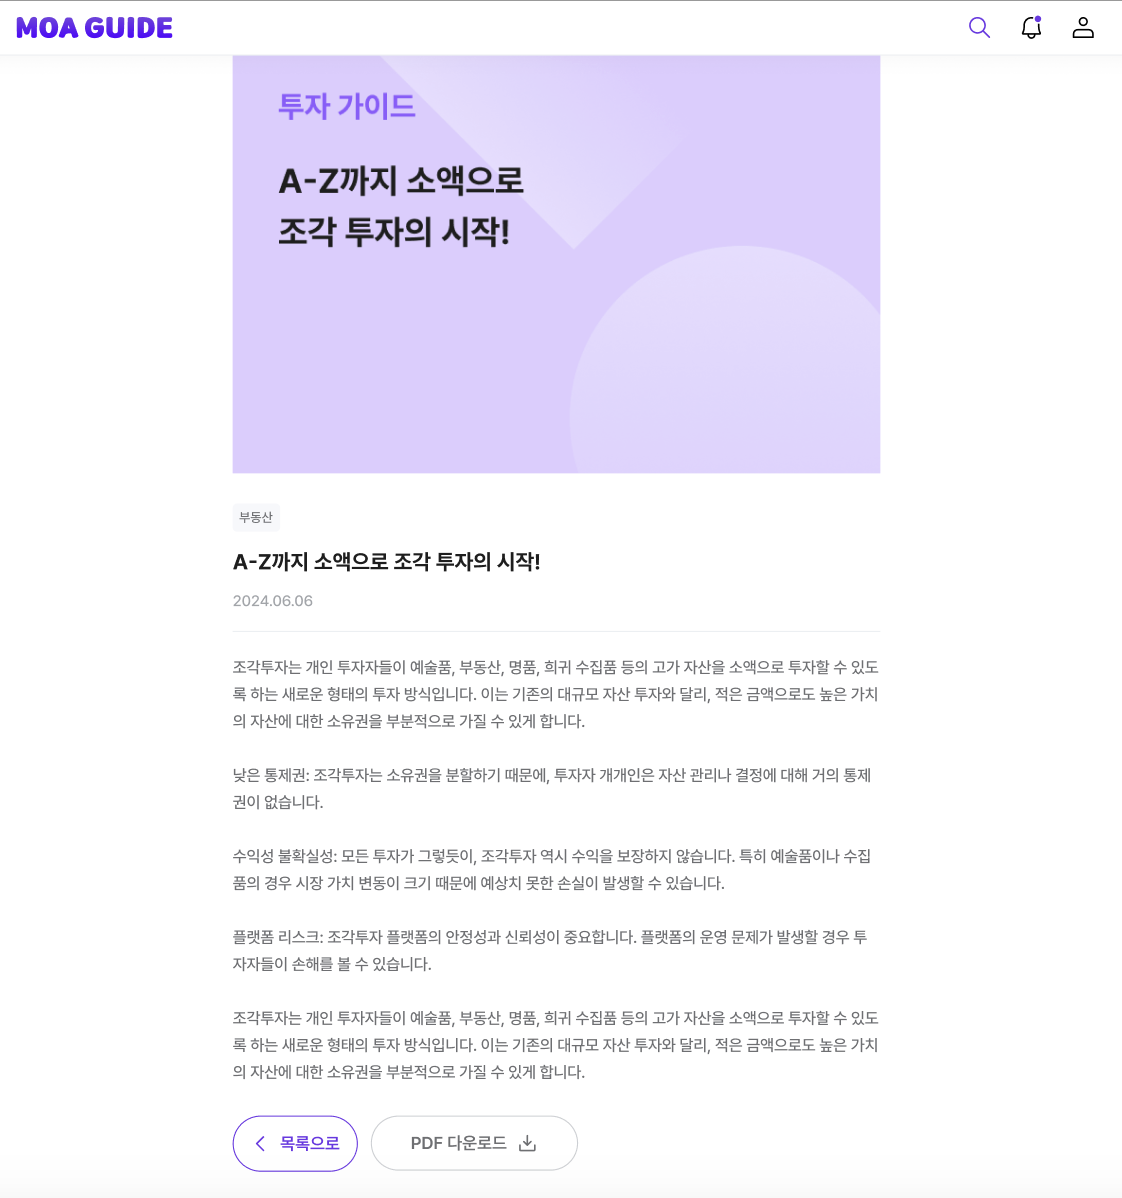 MOA GUIDE
투자 가이드
A-Z까지 소액으로
조각 투자의 시작!
부동산
A-Z까지 소액으로 조각 투자의 시작!
2024.06.06
조각투자는 개인 투자자들이 예술품, 부동산, 명품, 희귀 수집품 등의 고가 자산을 소액으로 투자할 수 있도
록 하는 새로운 형태의 투자 방식입니다. 이는 기존의 대규모 자산 투자와 달리, 적은 금액으로도 높은 가치
의 자산에 대한 소유권을 부분적으로 가질 수 있게 합니다.
낮은 통제권: 조각투자는 소유권을 분할하기 때문에, 투자자 개개인은 자산 관리나 결정에 대해 거의 통제
권이 없습니다.
수익성 불확실성: 모든 투자가 그렇듯이, 조각투자 역시 수익을 보장하지 않습니다. 특히 예술품이나 수집
품의 경우 시장 가치 변동이 크기 때문에 예상치 못한 손실이 발생할 수 있습니다.
플랫폼 리스크: 조각투자 플랫폼의 안정성과 신뢰성이 중요합니다. 플랫폼의 운영 문제가 발생할 경우 투
자자들이 손해를 볼 수 있습니다.
조각투자는 개인 투자자들이 예술품, 부동산, 명품, 희귀 수집품 등의 고가 자산을 소액으로 투자할 수 있도
록 하는 새로운 형태의 투자 방식입니다. 이는 기존의 대규모 자산 투자와 달리, 적은 금액으로도 높은 가치
의 자산에 대한 소유권을 부분적으로 가질 수 있게 합니다.
목록으로
PDF 다운로드